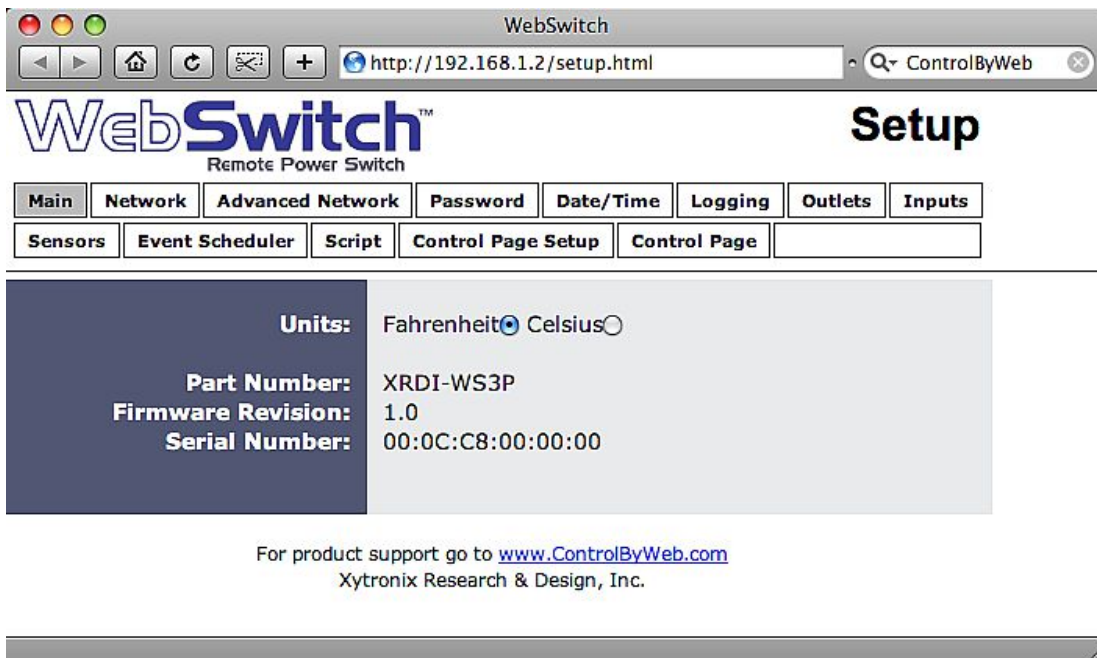 WebSwitch
http://192.168.1.2/setup.html
ControlByWeb
WebSwitch™
Remote Power Switch
Setup
Main Network Advanced Network Password Date/Time Logging Outlets Inputs
Sensors Event Scheduler Script Control Page Setup Control Page
Units: Fahrenheit Celsius
Part Number: XRDI-WS3P
Firmware Revision: 1.0
Serial Number: 00:0C:C8:00:00:00
For product support go to www.ControlByWeb.com
Xytronix Research & Design, Inc.